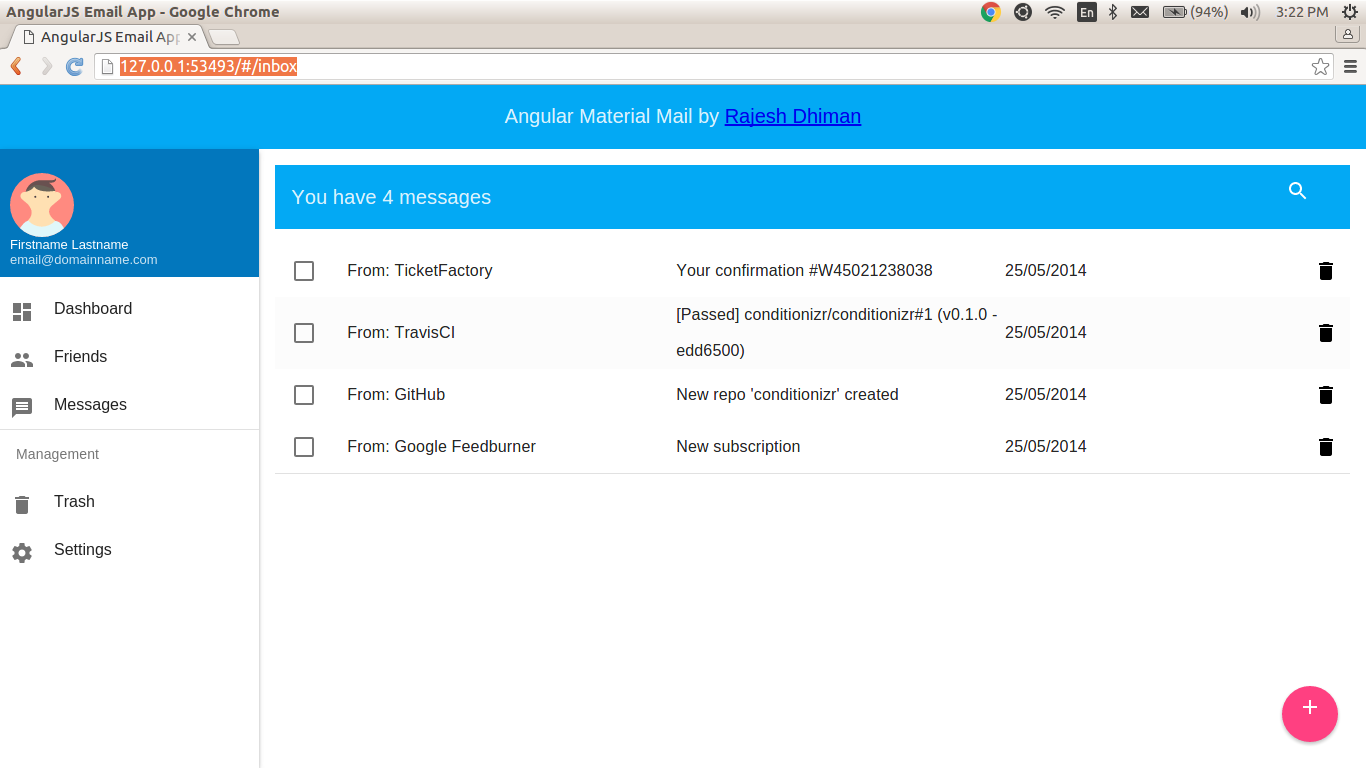 AngularJS Email App - Google Chrome
En
(94%)
3:22 PM
AngularJS Email App
127.0.0.1:53493/#/inbox
Angular Material Mail by Rajesh Dhiman
Firstname Lastname
email@domainname.com
Dashboard
Friends
Messages
Management
Trash
Settings
You have 4 messages
From: TicketFactory Your confirmation #W45021238038 25/05/2014
From: TravisCI [Passed] conditionizr/conditionizr#1 (v0.1.0 - 25/05/2014
edd6500)
From: GitHub New repo 'conditionizr' created 25/05/2014
From: Google Feedburner New subscription 25/05/2014